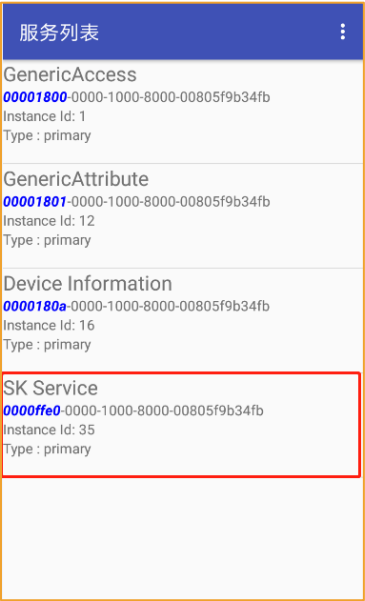 服务列表
GenericAccess
00001800-0000-1000-8000-00805f9b34fb
Instance Id: 1
Type : primary
GenericAttribute
00001801-0000-1000-8000-00805f9b34fb
Instance Id: 12
Type : primary
Device Information
0000180a-0000-1000-8000-00805f9b34fb
Instance Id: 16
Type : primary
SK Service
0000ffe0-0000-1000-8000-00805f9b34fb
Instance Id: 35
Type : primary